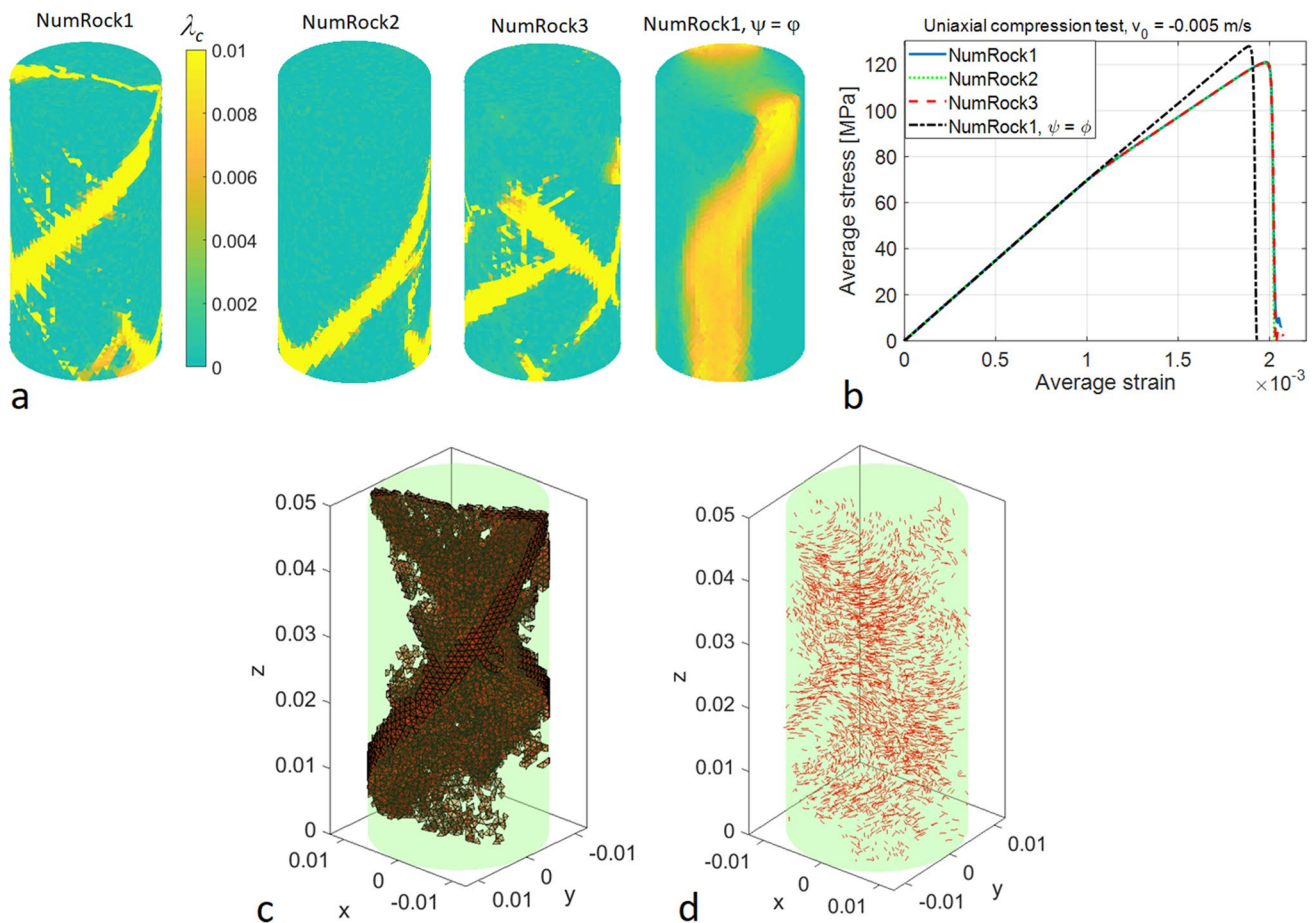 NumRock1
λc
NumRock2
NumRock3
NumRock1, ψ = φ
0.01
0.008
0.006
0.004
0.002
0
a
Uniaxial compression test, v0 = -0.005 m/s
NumRock1
NumRock2
NumRock3
NumRock1, ψ = ϕ
Average stress [MPa]
120
100
80
60
40
20
0
0
0.5
1
1.5
2
×10-3
Average strain
b
0.05
0.04
0.03
0.02
0.01
0
z
0.01
0
-0.01
x
0.01
0
-0.01
y
c
0.05
0.04
0.03
0.02
0.01
0
z
-0.01
0
0.01
x
-0.01
0
0.01
y
d